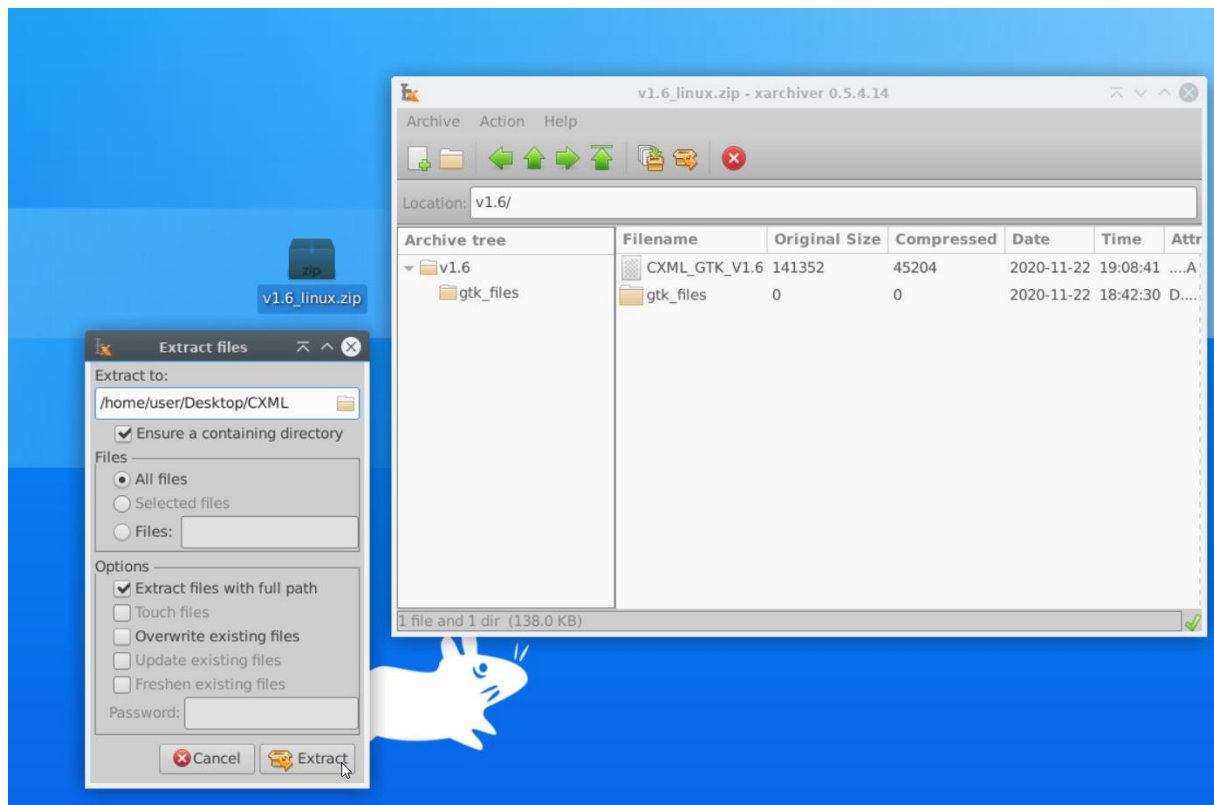 v1.6_linux.zip - xarchiver 0.5.4.14
Archive Action Help
Location: v1.6/
Archive tree
v1.6
gtk_files
Filename Original Size Compressed Date Time Attr
CXML_GTK_V1.6 141352 45204 2020-11-22 19:08:41 ....A
gtk_files 0 0 2020-11-22 18:42:30 D....
1 file and 1 dir (138.0 KB)
zip
v1.6_linux.zip
Extract files
Extract to:
/home/user/Desktop/CXML
Ensure a containing directory
Files
All files
Selected files
Files:
Options
Extract files with full path
Touch files
Overwrite existing files
Update existing files
Freshen existing files
Password:
Cancel Extract